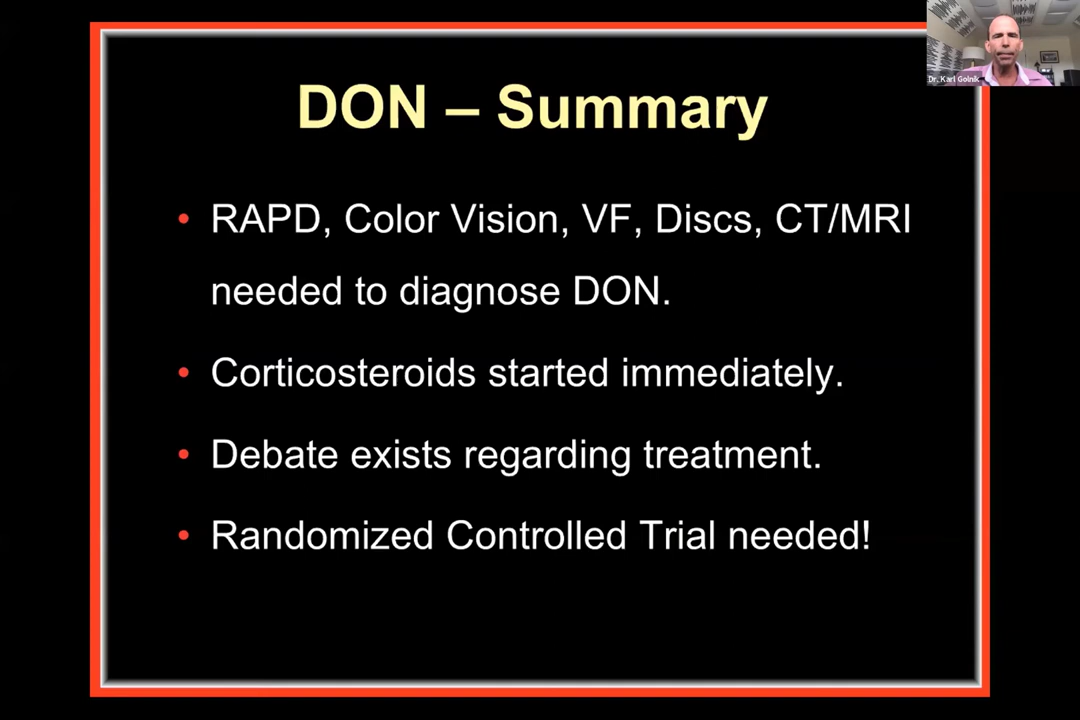 Dr. Karl Golnik
DON – Summary
• RAPD, Color Vision, VF, Discs, CT/MRI
needed to diagnose DON.
• Corticosteroids started immediately.
• Debate exists regarding treatment.
• Randomized Controlled Trial needed!